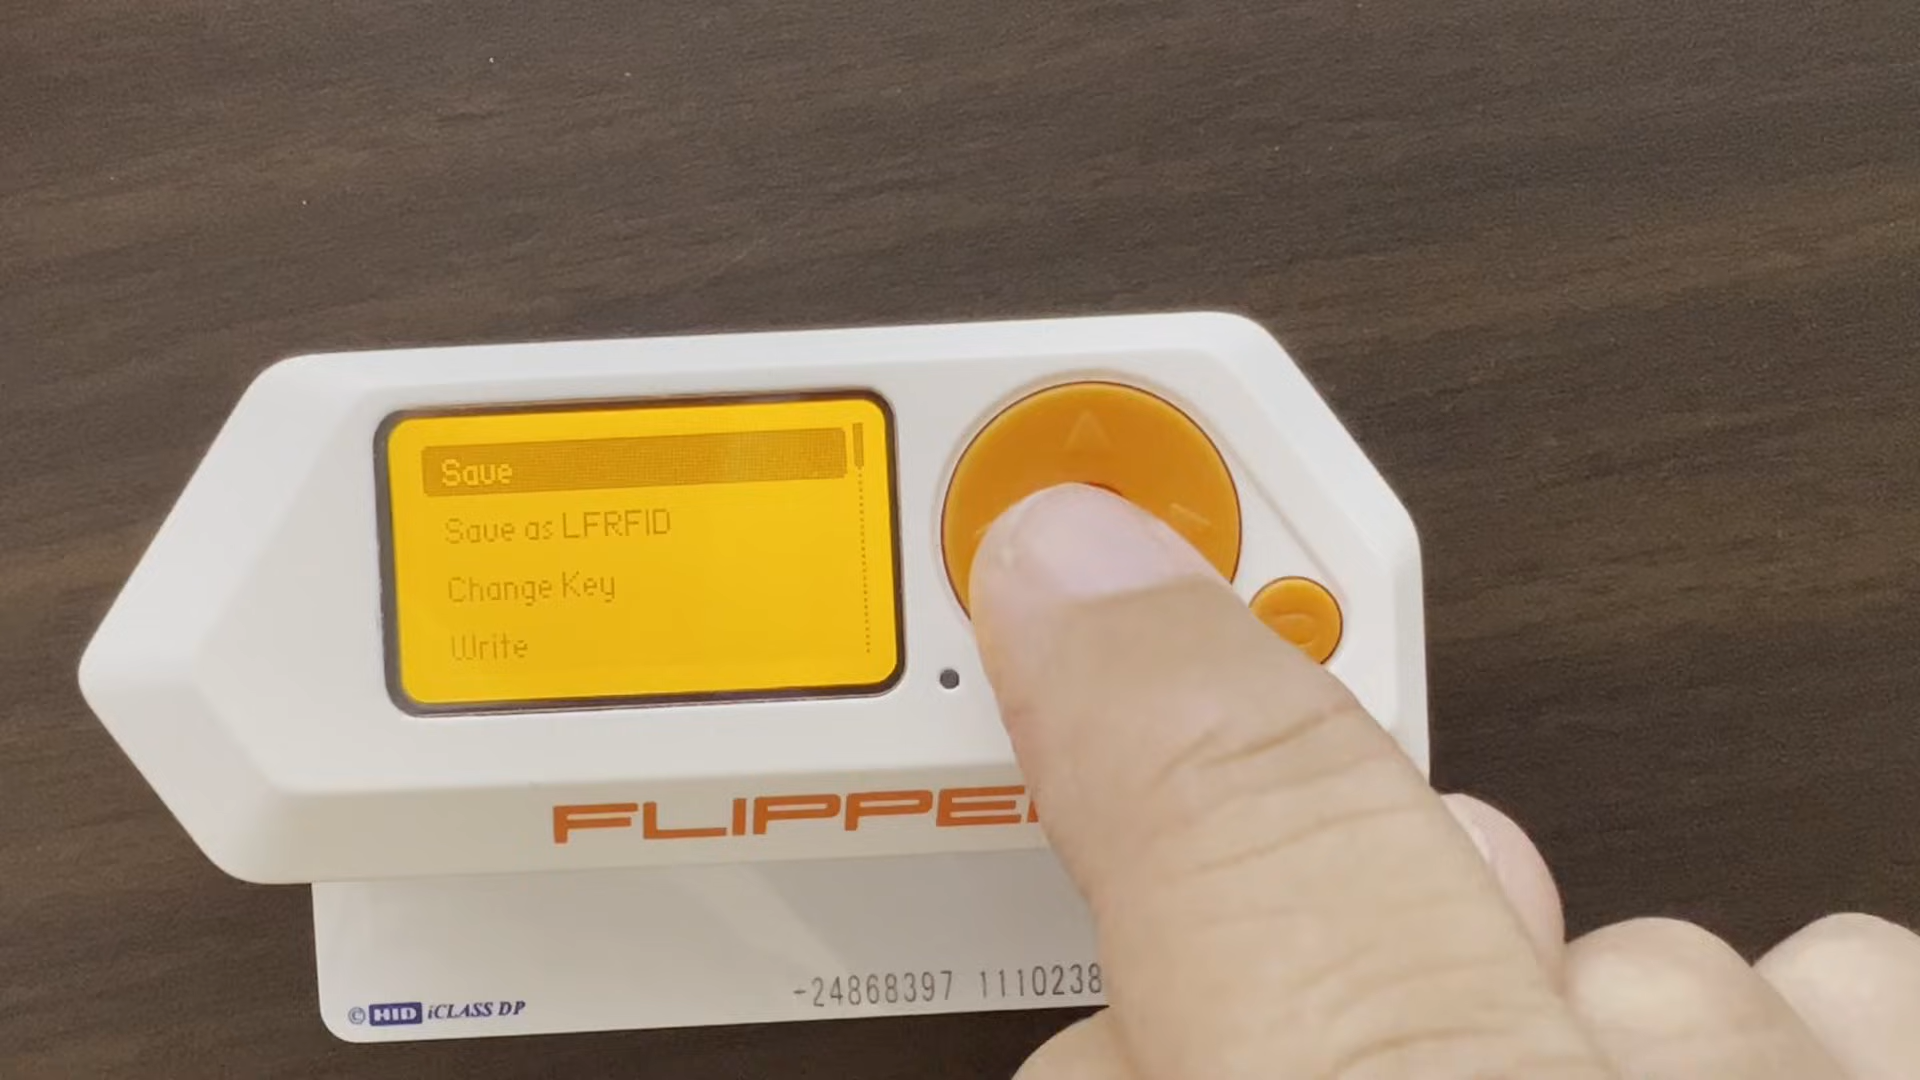 Save
Save as LFRFID
Change Key
Write
FLIPPE
© HID iCLASS DP
-24868397 1110238